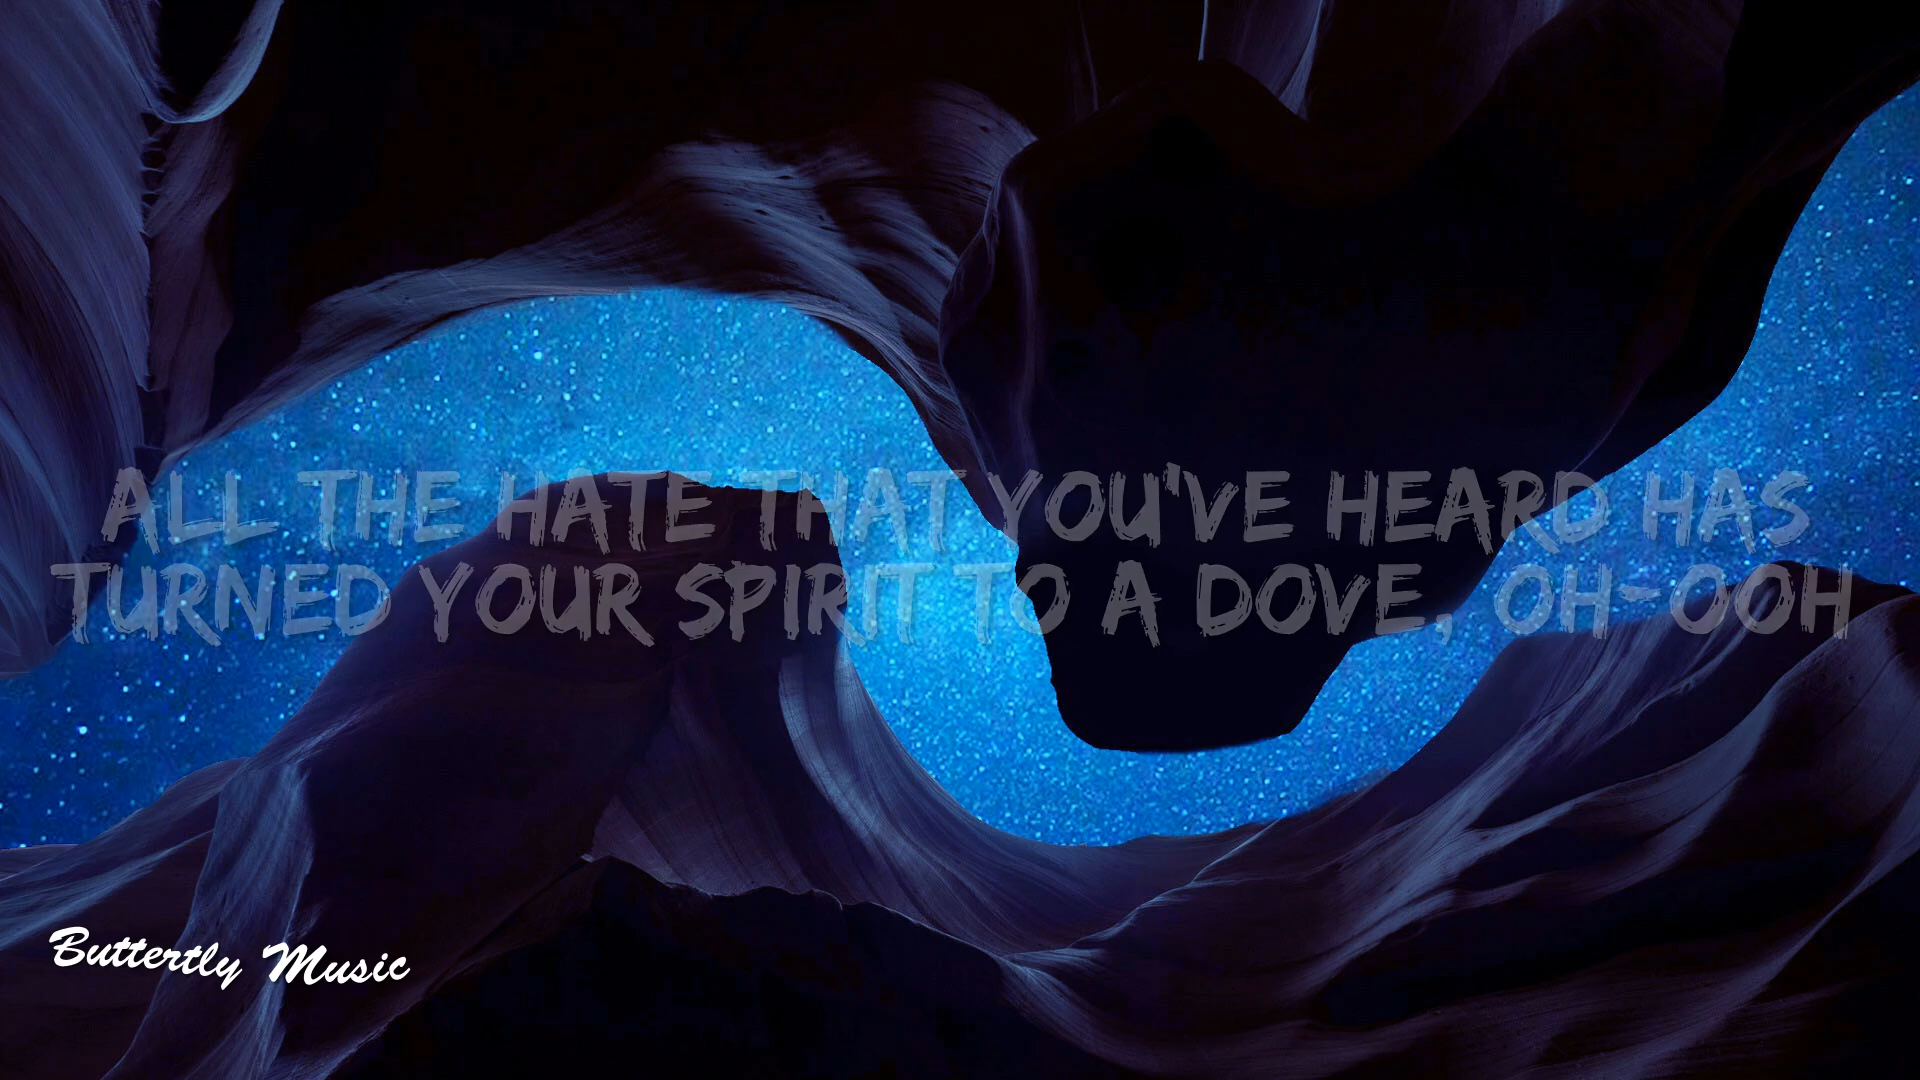 ALL THE HATE THAT YOU'VE HEARD HAS
TURNED YOUR SPIRIT TO A DOVE, OH-OOH
Buttertly Music